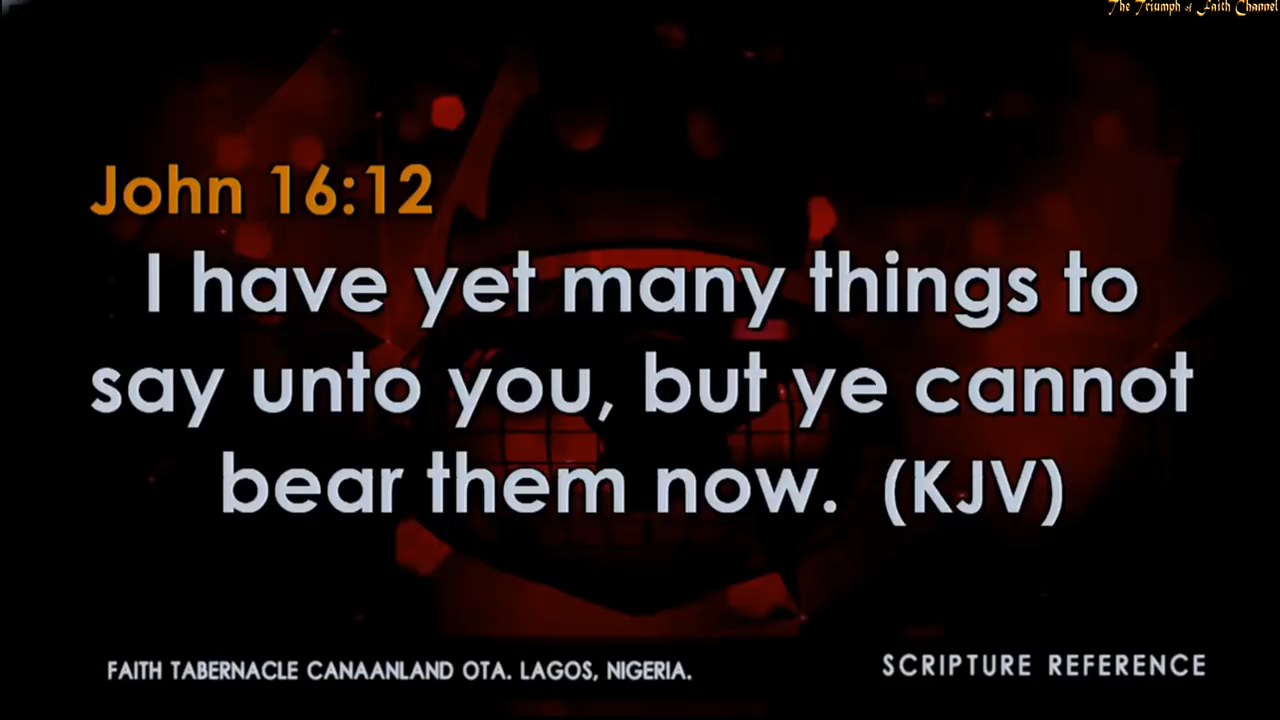 The Triumph of Faith Channel
John 16:12
I have yet many things to
say unto you, but ye cannot
bear them now. (KJV)
FAITH TABERNACLE CANAANLAND OTA. LAGOS, NIGERIA.
SCRIPTURE REFERENCE